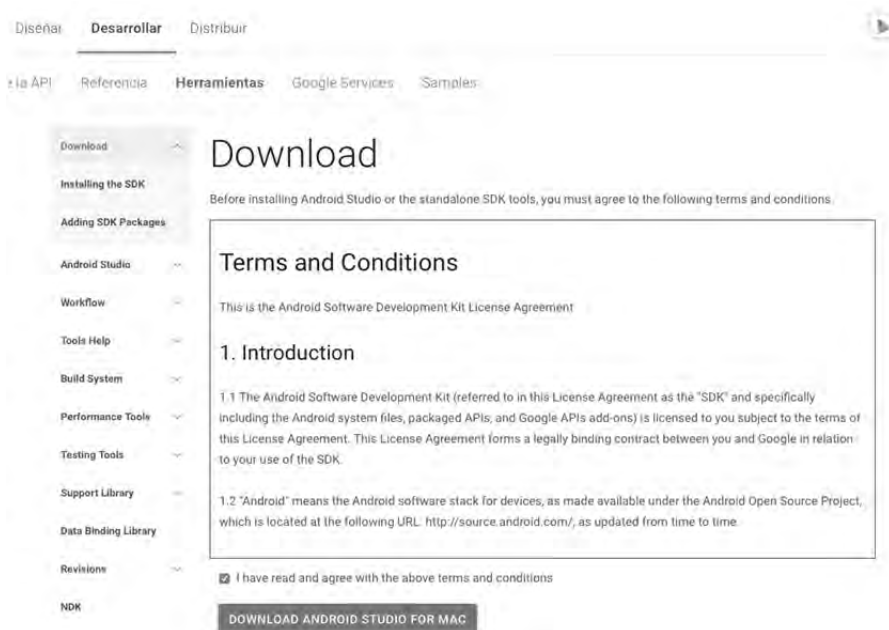 Diseñar Desarrollar Distribuir
e la API Referencia Herramientas Google Services Samples
Download
Installing the SDK
Adding SDK Packages
Android Studio
Workflow
Tools Help
Build System
Performance Tools
Testing Tools
Support Library
Data Binding Library
Revisions
NDK
Download
Before installing Android Studio or the standalone SDK tools, you must agree to the following terms and conditions.
Terms and Conditions
This is the Android Software Development Kit License Agreement
1. Introduction
1.1 The Android Software Development Kit (referred to in this License Agreement as the "SDK" and specifically
including the Android system files, packaged APIs, and Google APIs add-ons) is licensed to you subject to the terms of
this License Agreement. This License Agreement forms a legally binding contract between you and Google in relation
to your use of the SDK.
1.2 "Android" means the Android software stack for devices, as made available under the Android Open Source Project,
which is located at the following URL: http://source.android.com/, as updated from time to time.
I have read and agree with the above terms and conditions
DOWNLOAD ANDROID STUDIO FOR MAC